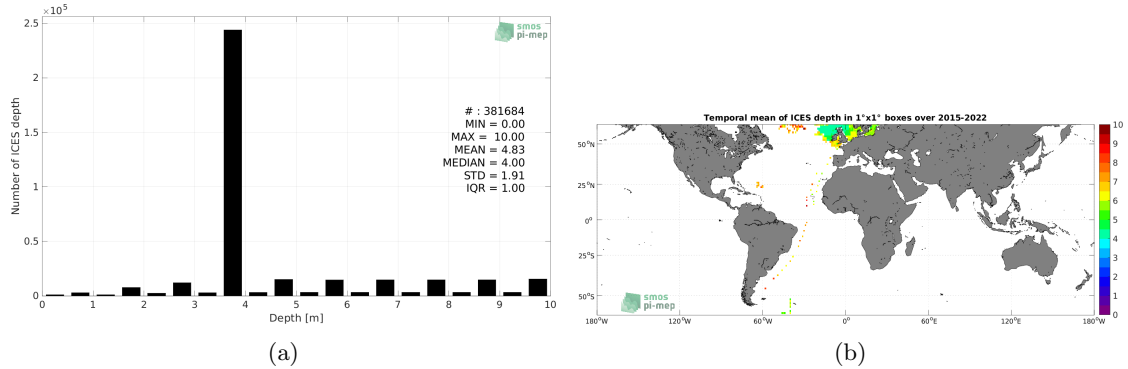 ×10⁵
2.5
2
1.5
1
0.5
0
Number of ICES depth
smos
pi-mep
# : 381684
MIN = 0.00
MAX = 10.00
MEAN = 4.83
MEDIAN = 4.00
STD = 1.91
IQR = 1.00
0 1 2 3 4 5 6 7 8 9 10
Depth [m]
(a)
Temporal mean of ICES depth in 1°x1° boxes over 2015-2022
50°N
25°N
0°
25°S
50°S
smos
pi-mep
180°W 120°W 60°W 0° 60°E 120°E 180°W
10
9
8
7
6
5
4
3
2
1
0
(b)